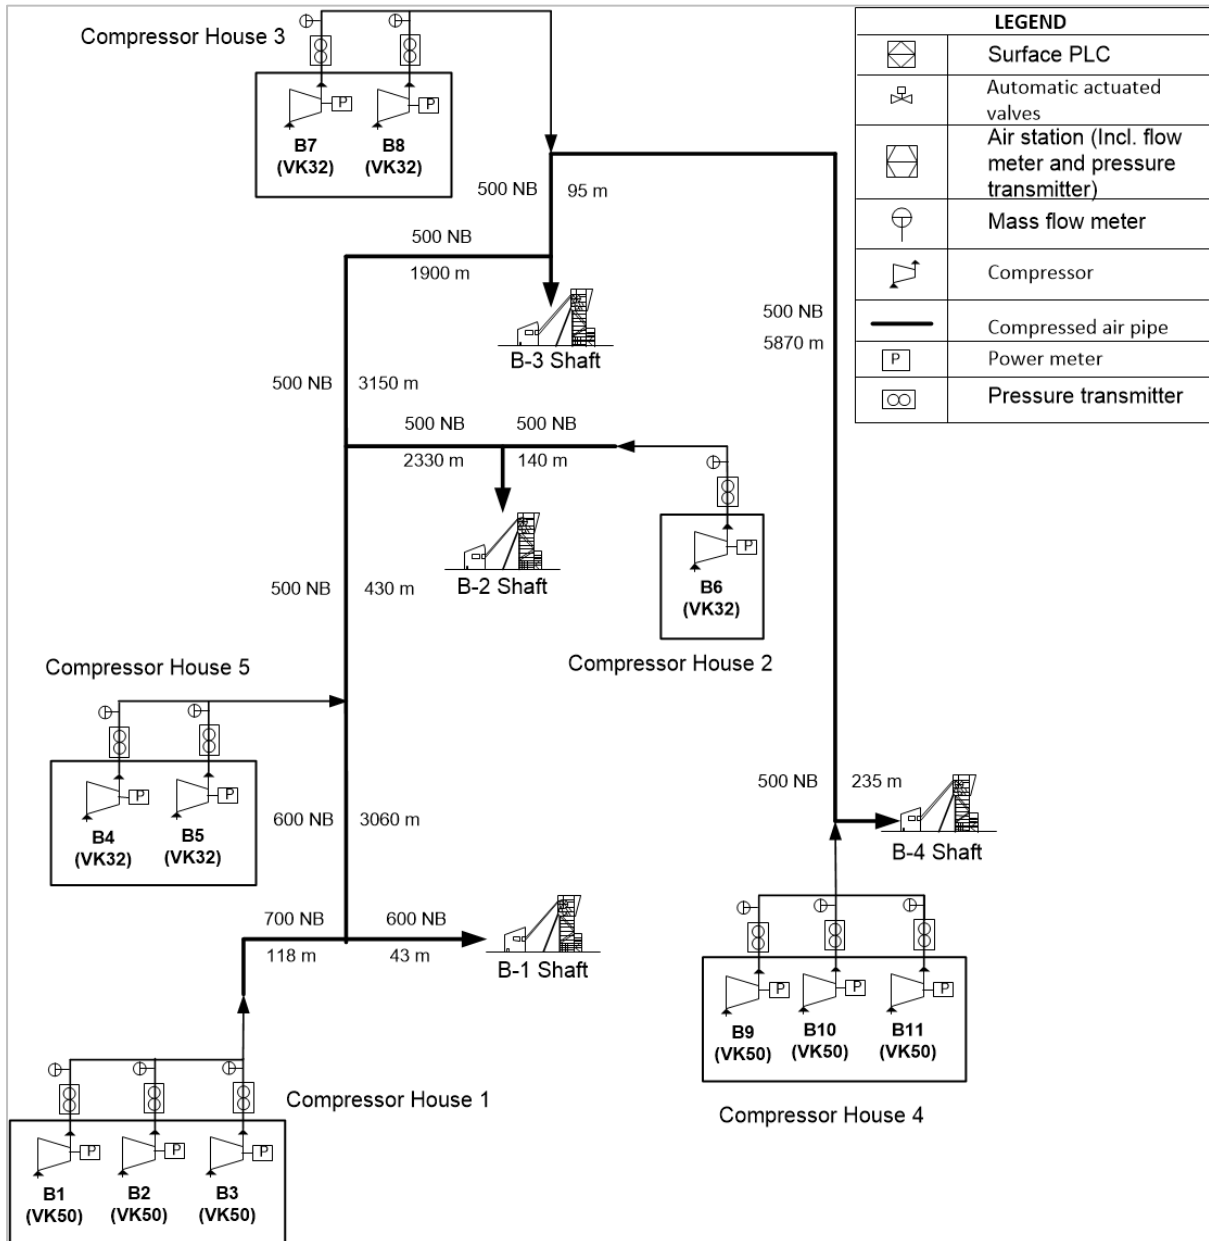 Compressor House 3
P
P
B7
(VK32)
B8
(VK32)
LEGEND
Surface PLC
Automatic actuated
valves
Air station (Incl. flow
meter and pressure
transmitter)
Mass flow meter
Compressor
Compressed air pipe
P
Power meter
Pressure transmitter
500 NB
95 m
500 NB
1900 m
B-3 Shaft
500 NB
5870 m
500 NB
3150 m
500 NB
2330 m
500 NB
140 m
B-2 Shaft
P
B6
(VK32)
Compressor House 2
500 NB
430 m
Compressor House 5
P
P
B4
(VK32)
B5
(VK32)
600 NB
3060 m
500 NB
235 m
B-4 Shaft
700 NB
118 m
600 NB
43 m
B-1 Shaft
P
P
P
B9
(VK50)
B10
(VK50)
B11
(VK50)
Compressor House 4
Compressor House 1
P
P
P
B1
(VK50)
B2
(VK50)
B3
(VK50)